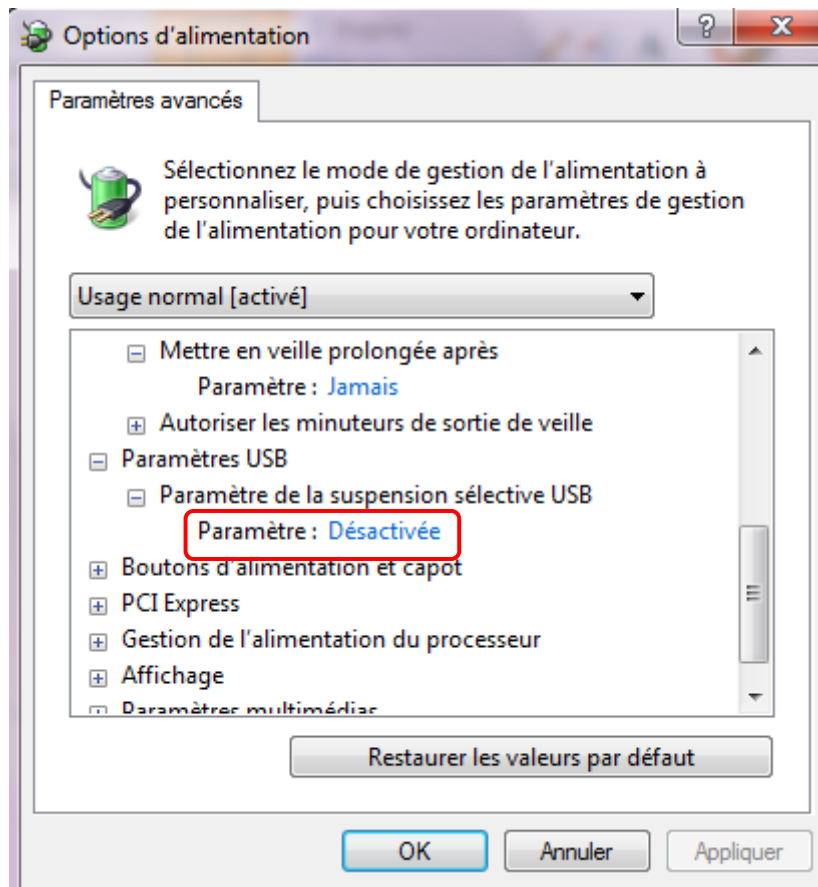 Options d'alimentation
Paramètres avancés
Sélectionnez le mode de gestion de l'alimentation à
personnaliser, puis choisissez les paramètres de gestion
de l'alimentation pour votre ordinateur.
Usage normal [activé]
Mettre en veille prolongée après
Paramètre : Jamais
Autoriser les minuteurs de sortie de veille
Paramètres USB
Paramètre de la suspension sélective USB
Paramètre : Désactivée
Boutons d'alimentation et capot
PCI Express
Gestion de l'alimentation du processeur
Affichage
Paramètres multimédias
Restaurer les valeurs par défaut
OK Annuler Appliquer